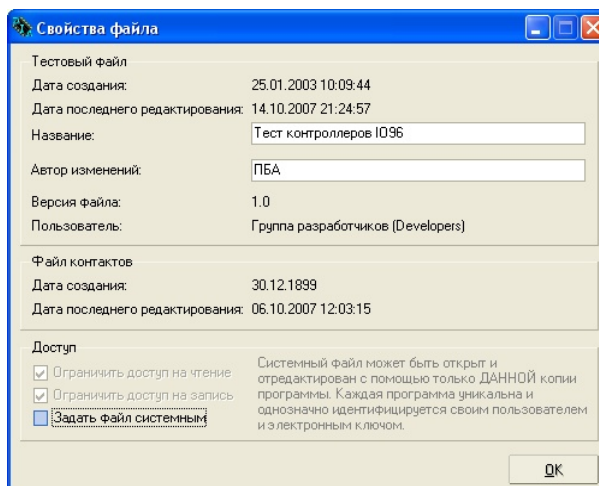 Свойства файла
Тестовый файл
Дата создания: 25.01.2003 10:09:44
Дата последнего редактирования: 14.10.2007 21:24:57
Название: Тест контроллеров IO96
Автор изменений: ПБА
Версия файла: 1.0
Пользователь: Группа разработчиков (Developers)
Файл контактов
Дата создания: 30.12.1899
Дата последнего редактирования: 06.10.2007 12:03:15
Доступ
Ограничить доступ на чтение
Ограничить доступ на запись
Задать файл системным
Системный файл может быть открыт и
отредактирован с помощью только ДАННОЙ копии
программы. Каждая программа уникальна и
однозначно идентифицируется своим пользователем
и электронным ключом.
OK